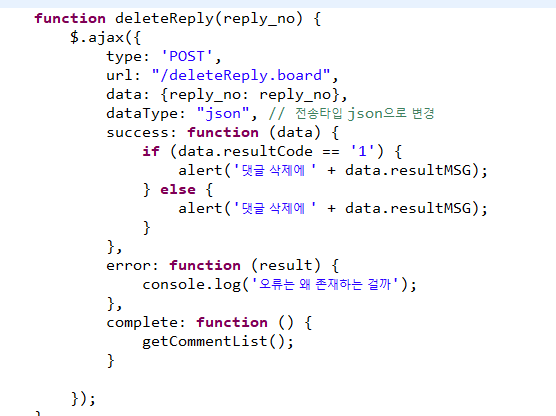 function deleteReply(reply_no) {
$.ajax({
type: 'POST',
url: "/deleteReply.board",
data: {reply_no: reply_no},
dataType: "json", // 전송타입 json으로 변경
success: function (data) {
if (data.resultCode == '1') {
alert('댓글 삭제에 ' + data.resultMSG);
} else {
alert('댓글 삭제에 ' + data.resultMSG);
}
},
error: function (result) {
console.log('오류는 왜 존재하는 걸까');
},
complete: function () {
getCommentList();
}
});